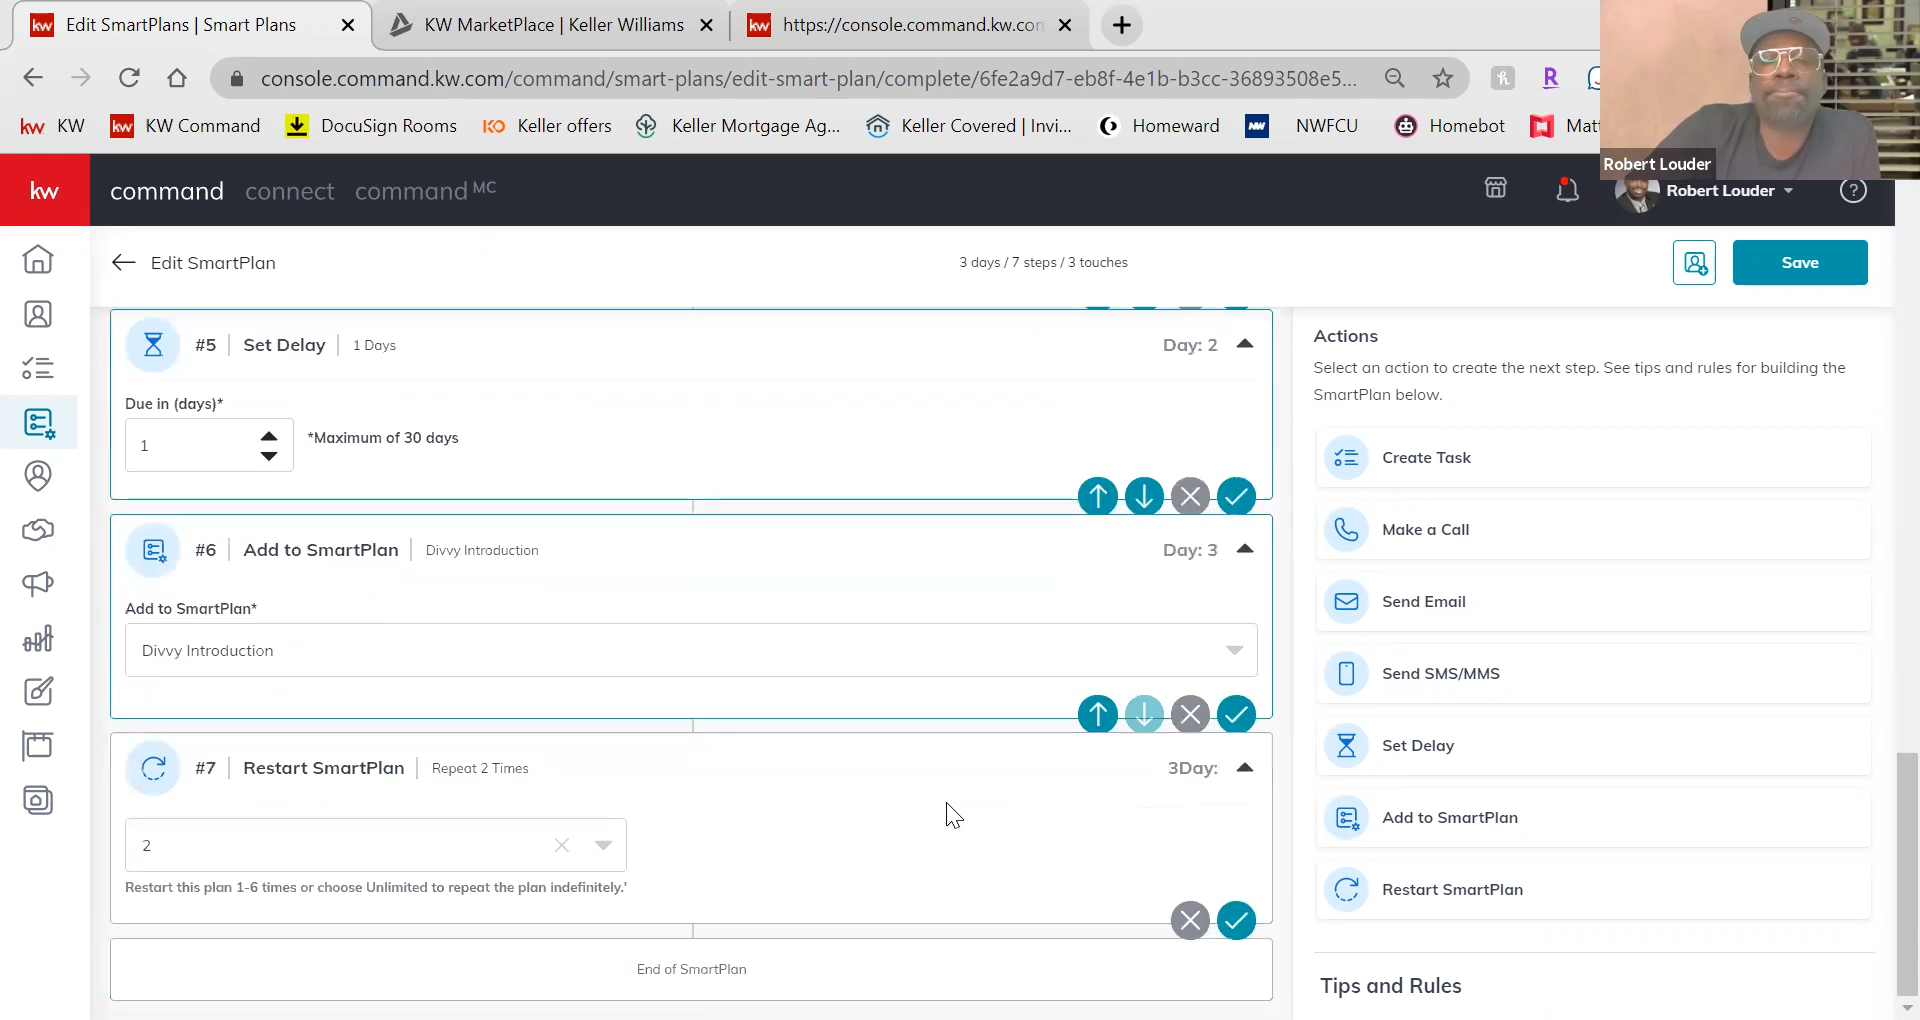 Edit SmartPlans | Smart Plans
KW MarketPlace | Keller Williams
kw https://console.command.kw.con
console.command.kw.com/command/smart-plans/edit-smart-plan/complete/6fe2a9d7-eb8f-4e1b-b3cc-36893508e5...
kw KW
kw KW Command
DocuSign Rooms
Keller offers
Keller Mortgage Ag...
Keller Covered | Invi...
Homeward
NWFCU
Homebot
Matt
Robert Louder
kw
command connect command MC
Robert Louder
Edit SmartPlan
3 days / 7 steps / 3 touches
Save
#5 Set Delay 1 Days
Day: 2
Due in (days)*
1
*Maximum of 30 days
#6 Add to SmartPlan Divvy Introduction
Day: 3
Add to SmartPlan*
Divvy Introduction
#7 Restart SmartPlan Repeat 2 Times
3Day:
2
Restart this plan 1-6 times or choose Unlimited to repeat the plan indefinitely.'
End of SmartPlan
Actions
Select an action to create the next step. See tips and rules for building the
SmartPlan below.
Create Task
Make a Call
Send Email
Send SMS/MMS
Set Delay
Add to SmartPlan
Restart SmartPlan
Tips and Rules